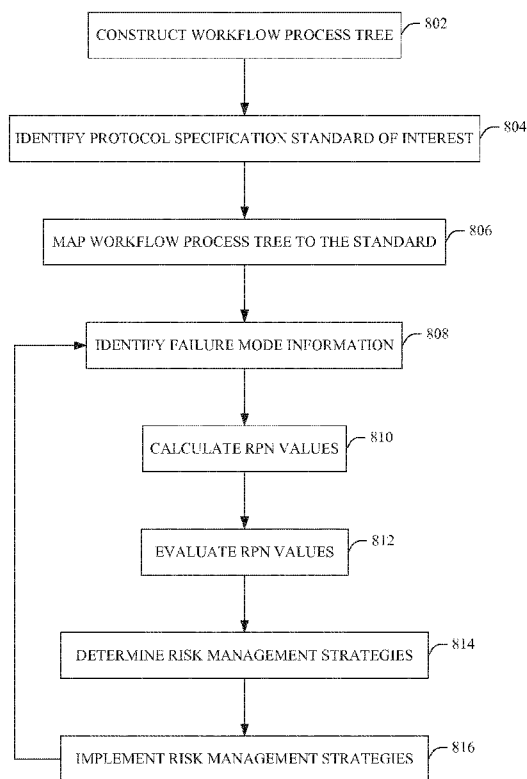 CONSTRUCT WORKFLOW PROCESS TREE
802
IDENTIFY PROTOCOL SPECIFICATION STANDARD OF INTEREST
804
MAP WORKFLOW PROCESS TREE TO THE STANDARD
806
IDENTIFY FAILURE MODE INFORMATION
808
CALCULATE RPN VALUES
810
EVALUATE RPN VALUES
812
DETERMINE RISK MANAGEMENT STRATEGIES
814
IMPLEMENT RISK MANAGEMENT STRATEGIES
816